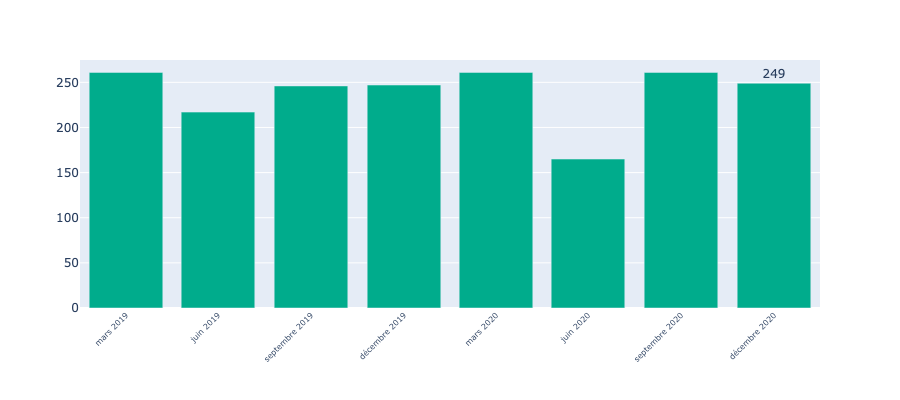 249
250
200
150
100
50
0
mars 2019
juin 2019
septembre 2019
décembre 2019
mars 2020
juin 2020
septembre 2020
décembre 2020